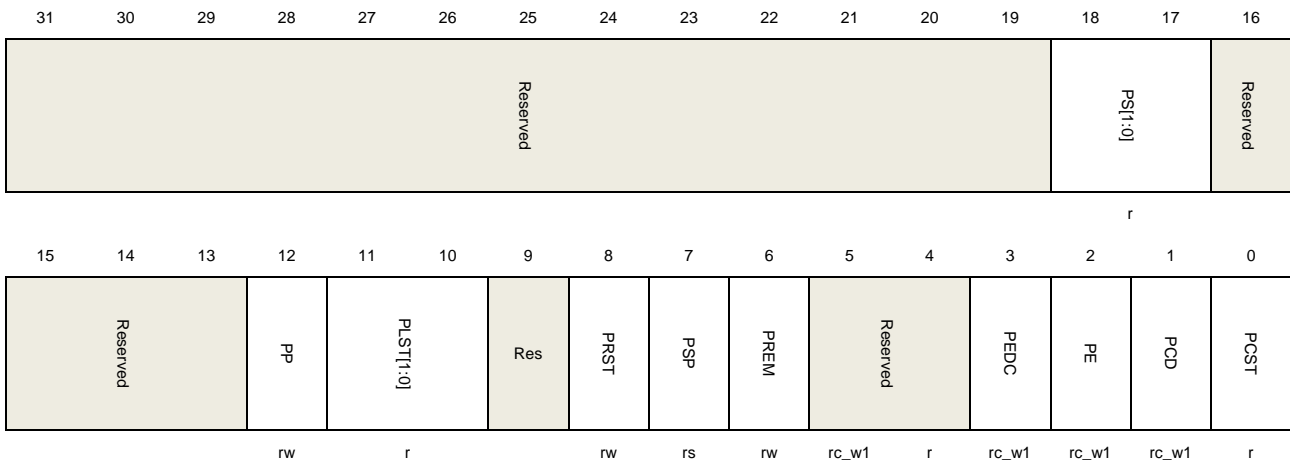 31 30 29 28 27 26 25 24 23 22 21 20 19 18 17 16
Reserved PS[1:0] Reserved
r
15 14 13 12 11 10 9 8 7 6 5 4 3 2 1 0
Reserved PP PLST[1:0] Res PRST PSP PREM Reserved PEDC PE PCD PCST
rw r rw rs rw rc_w1 r rc_w1 rc_w1 rc_w1 r